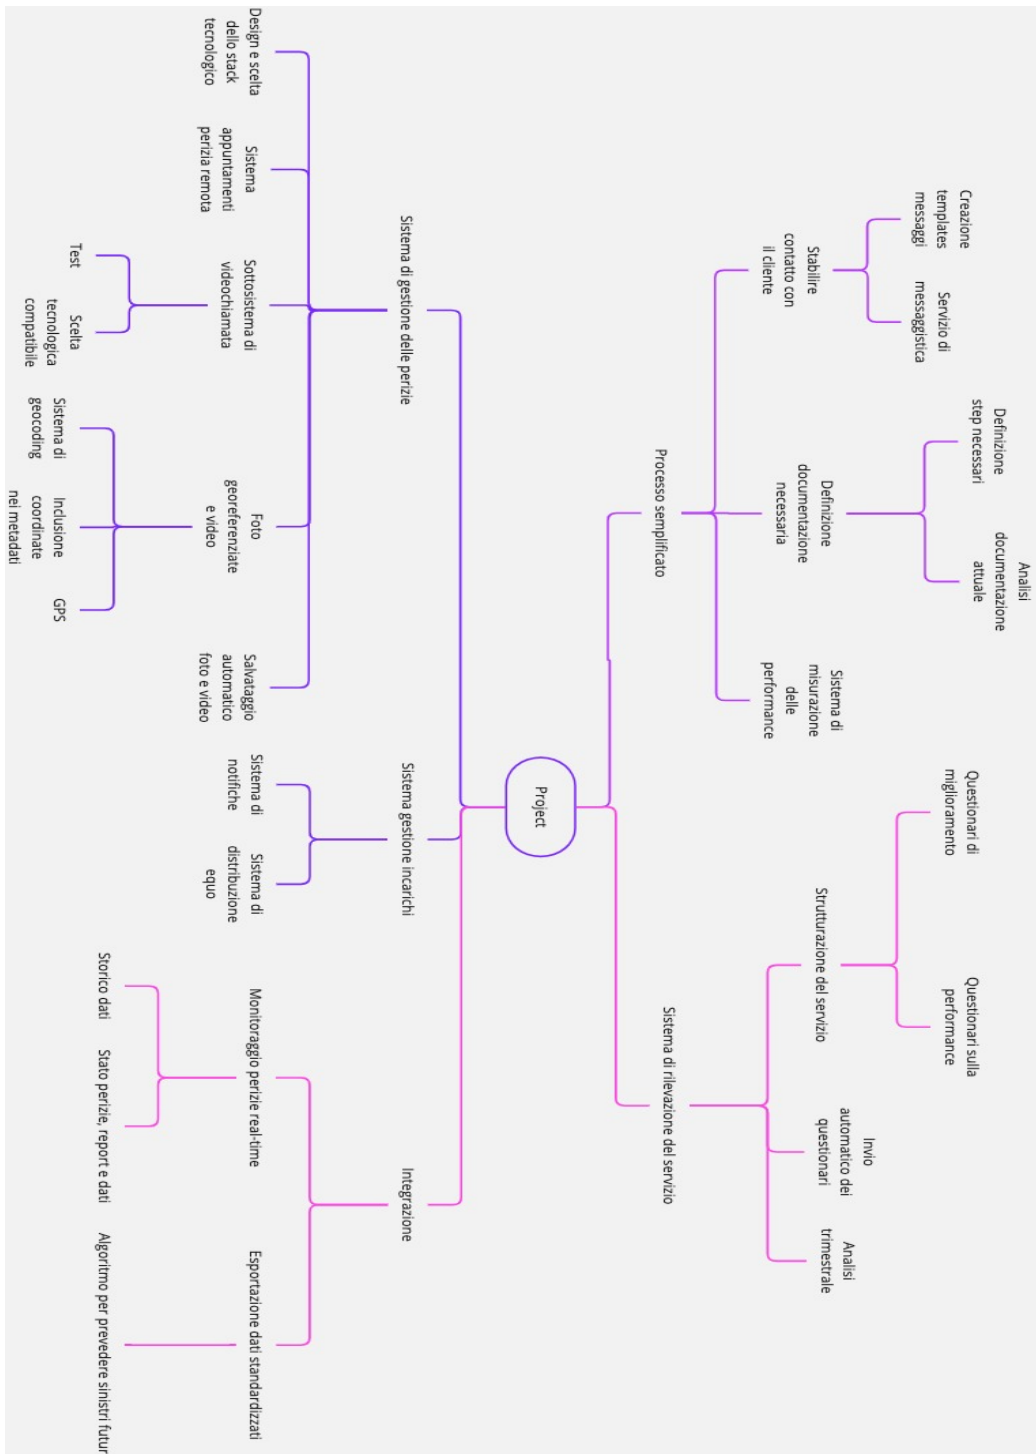 Creazione
templates
messaggi
Servizio di
messaggistica
Definizione
step necessari
Analisi
documentazione
attuale
Stabilire
contatto con
il cliente
Definizione
documentazione
necessaria
Sistema di
misurazione
delle
performance
Questionari di
miglioramento
Questionari sulla
performance
Strutturazione del servizio
Invio
automatico dei
questionari
Analisi
trimestrale
Processo semplificato
Sistema di rilevazione del servizio
Project
Sistema di gestione delle perizie
Sistema gestione incarichi
Integrazione
Design e scelta
dello stack
tecnologico
Sistema
appuntamenti
perizia remota
Sottosistema di
videochiamata
Foto
georeferenziate
e video
Salvataggio
automatico
foto e video
Sistema di
notifiche
Sistema di
distribuzione
equo
Monitoraggio perizie real-time
Esportazione dati standardizzati
Test
Scelta
tecnologica
compatibile
Sistema di
geocoding
Inclusione
coordinate
nei metadati
GPS
Storico dati
Stato perizie, report e dati
Algoritmo per prevedere sinistri futur